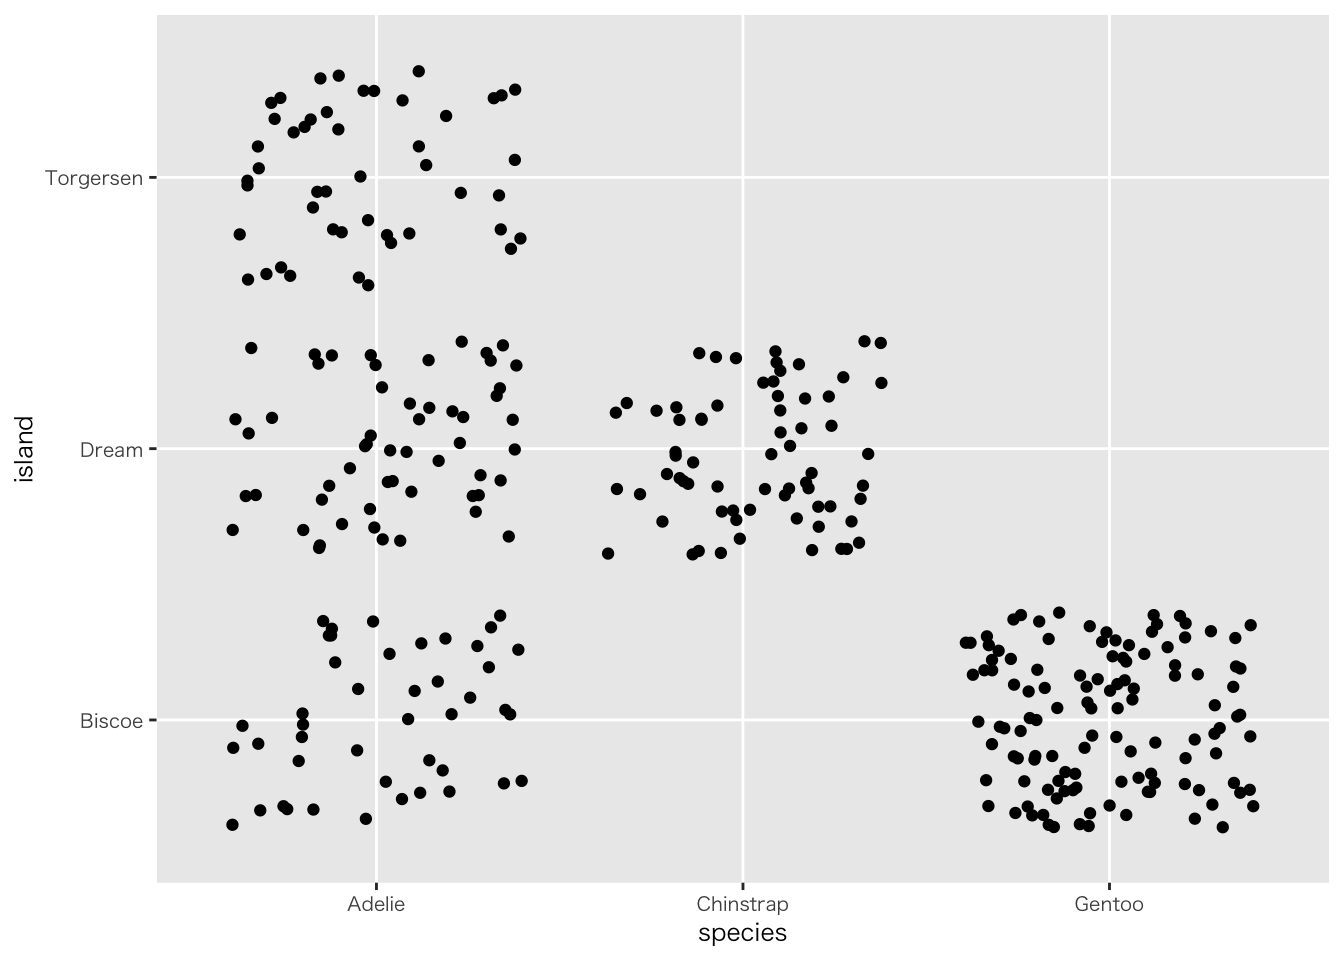 island
Torgersen
Dream
Biscoe
Adelie
Chinstrap
Gentoo
species